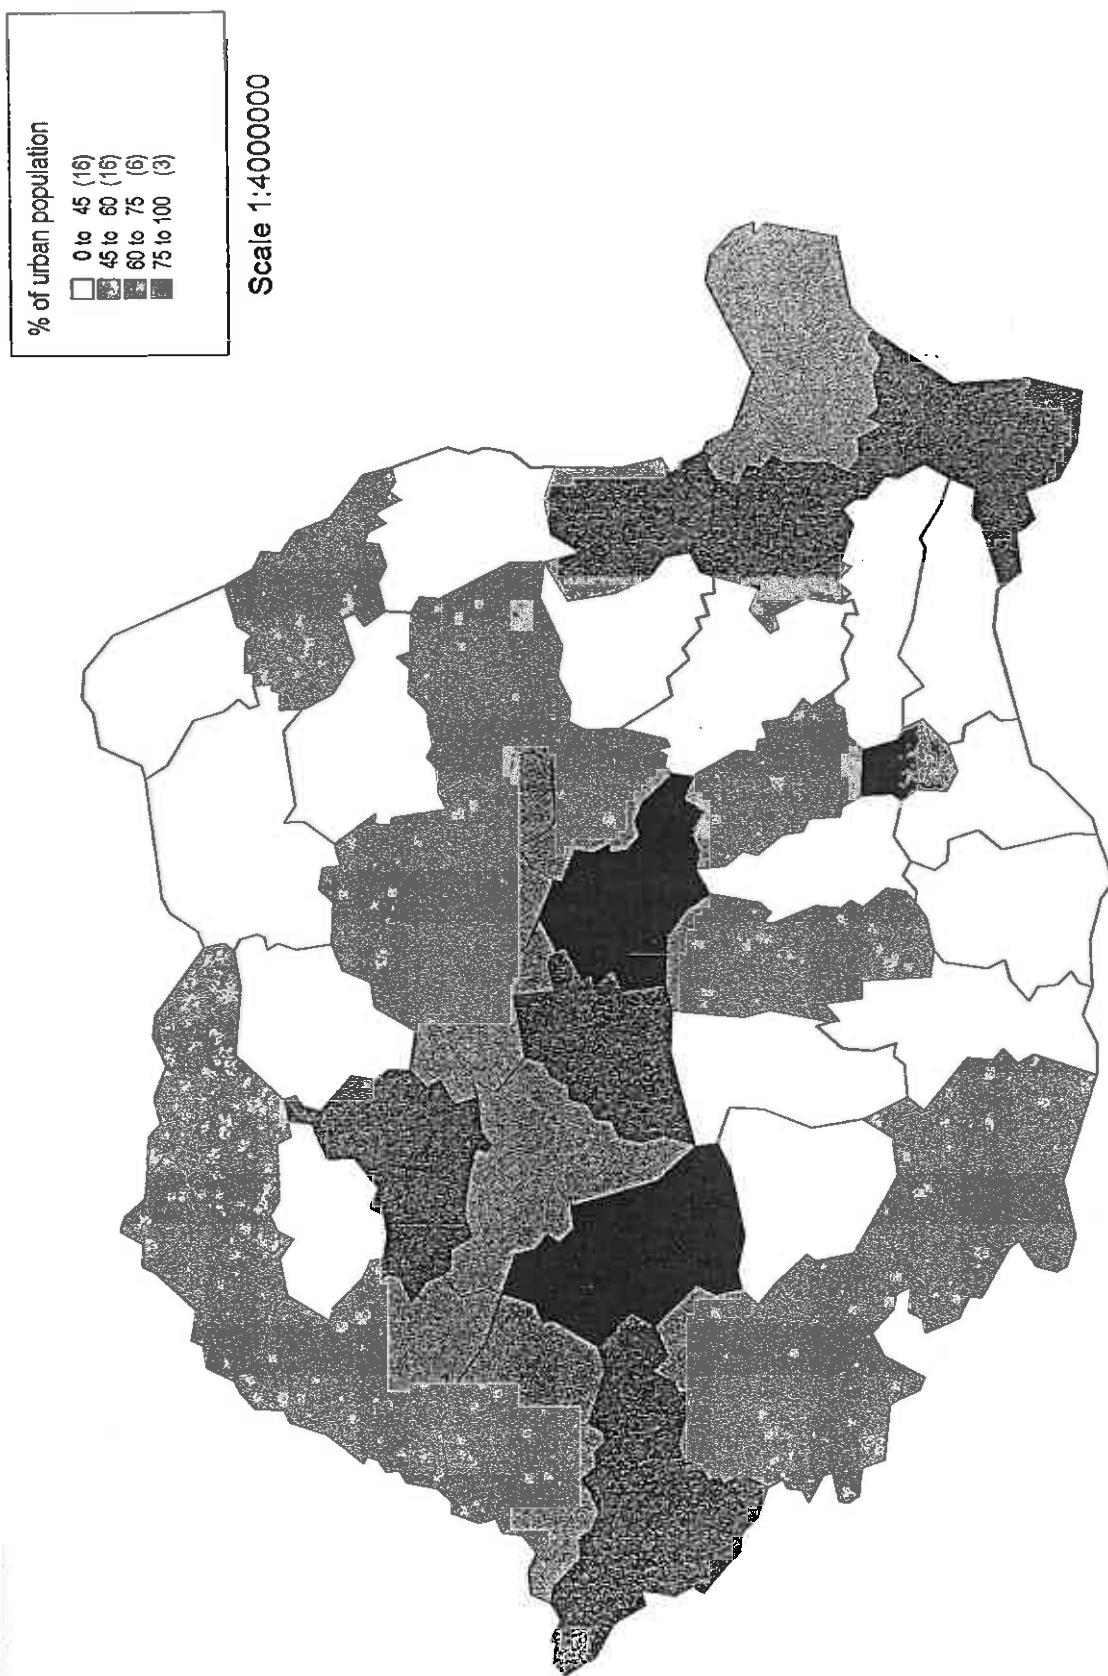 % of urban population
0 to 45 (16)
45 to 60 (16)
60 to 75 (6)
75 to 100 (3)
Scale 1:4000000